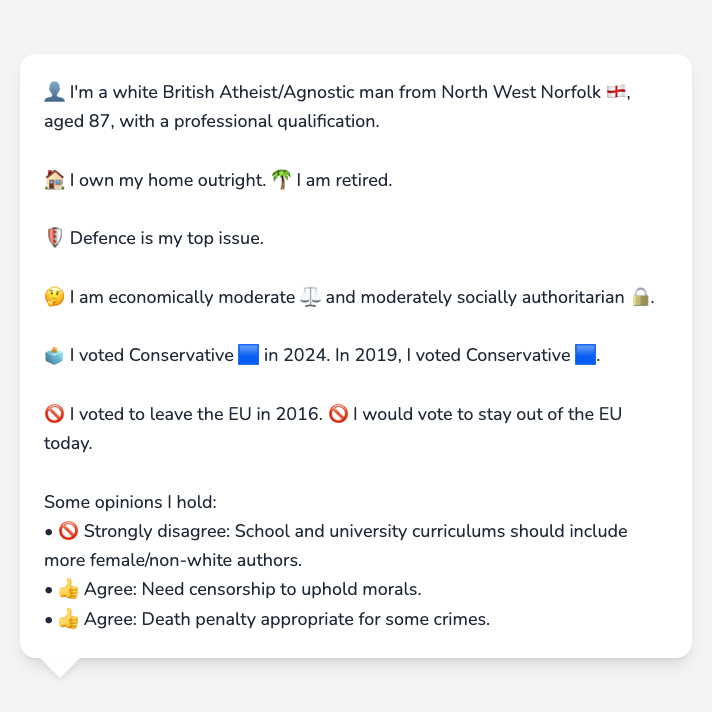 👤 I'm a white British Atheist/Agnostic man from North West Norfolk 🏴󠁧󠁢󠁥󠁮󠁧󠁿,
aged 87, with a professional qualification.
🏠 I own my home outright. 🌴 I am retired.
🛡️ Defence is my top issue.
🤔 I am economically moderate ⚖️ and moderately socially authoritarian 🔒.
🗳️ I voted Conservative 🟦 in 2024. In 2019, I voted Conservative 🟦.
🚫 I voted to leave the EU in 2016. 🚫 I would vote to stay out of the EU
today.
Some opinions I hold:
• 🚫 Strongly disagree: School and university curriculums should include
more female/non-white authors.
• 👍 Agree: Need censorship to uphold morals.
• 👍 Agree: Death penalty appropriate for some crimes.